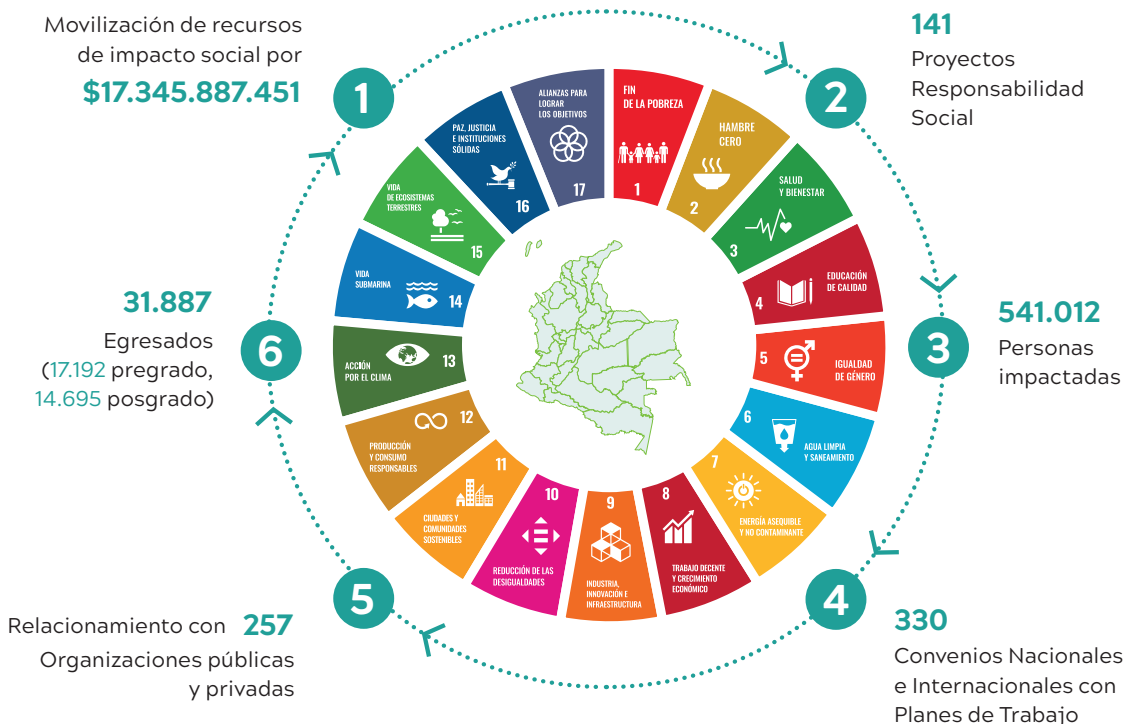 Movilización de recursos
de impacto social por
$17.345.887.451
1
2
141
Proyectos
Responsabilidad
Social
3
541.012
Personas
impactadas
4
330
Convenios Nacionales
e Internacionales con
Planes de Trabajo
5
Relacionamiento con 257
Organizaciones públicas
y privadas
6
31.887
Egresados
(17.192 pregrado,
14.695 posgrado)
FIN
DE LA POBREZA
1
HAMBRE
CERO
2
SALUD
Y BIENESTAR
3
EDUCACIÓN
DE CALIDAD
4
IGUALDAD
DE GÉNERO
5
AGUA LIMPIA
Y SANEAMIENTO
6
ENERGÍA ASEQUIBLE
Y NO CONTAMINANTE
7
TRABAJO DECENTE
Y CRECIMIENTO
ECONÓMICO
8
INDUSTRIA,
INNOVACIÓN E
INFRAESTRUCTURA
9
REDUCCIÓN DE LAS
DESIGUALDADES
10
CIUDADES Y
COMUNIDADES
SOSTENIBLES
11
PRODUCCIÓN
Y CONSUMO
RESPONSABLES
12
ACCIÓN
POR EL CLIMA
13
VIDA
SUBMARINA
14
VIDA
DE ECOSISTEMAS
TERRESTRES
15
PAZ, JUSTICIA
E INSTITUCIONES
SÓLIDAS
16
ALIANZAS PARA
LOGRAR
LOS OBJETIVOS
17